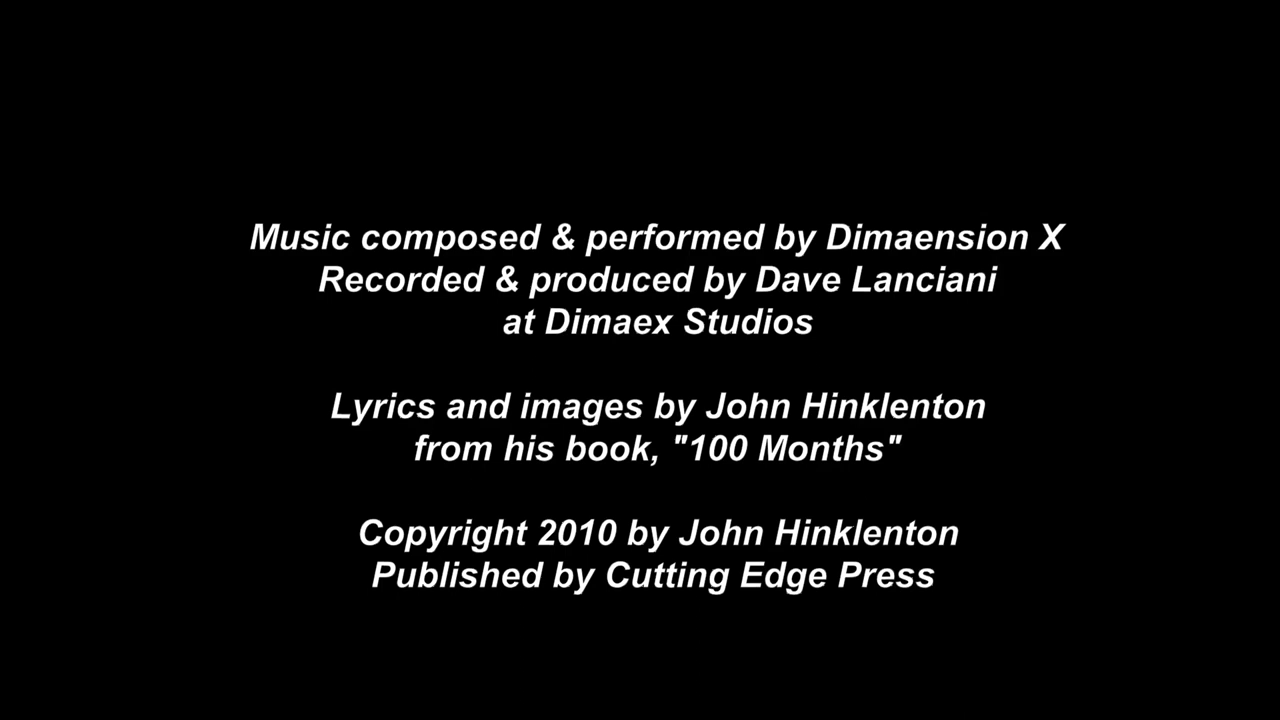 Music composed & performed by Dimaension X
Recorded & produced by Dave Lanciani
at Dimaex Studios
Lyrics and images by John Hinklenton
from his book, "100 Months"
Copyright 2010 by John Hinklenton
Published by Cutting Edge Press